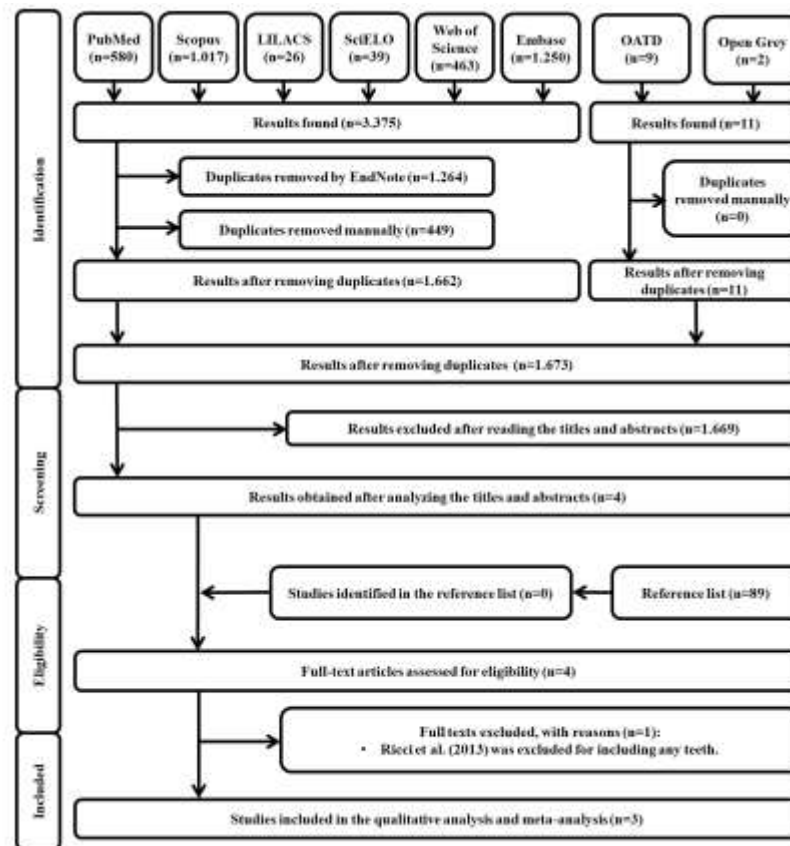 Identification
PubMed
(n=580)
Scopus
(n=1.017)
LILACS
(n=26)
SciELO
(n=39)
Web of
Science
(n=463)
Embase
(n=1.250)
OATD
(n=9)
Open Grey
(n=2)
Results found (n=3.375)
Results found (n=11)
Duplicates removed by EndNote (n=1.264)
Duplicates
removed manually
(n=0)
Duplicates removed manually (n=449)
Results after removing duplicates (n=1.662)
Results after removing
duplicates (n=11)
Results after removing duplicates (n=1.673)
Screening
Results excluded after reading the titles and abstracts (n=1.669)
Results obtained after analyzing the titles and abstracts (n=4)
Eligibility
Studies identified in the reference list (n=0)
Reference list (n=89)
Full-text articles assessed for eligibility (n=4)
Full texts excluded, with reasons (n=1):
• Ricci et al. (2013) was excluded for including any teeth.
Included
Studies included in the qualitative analysis and meta-analysis (n=3)